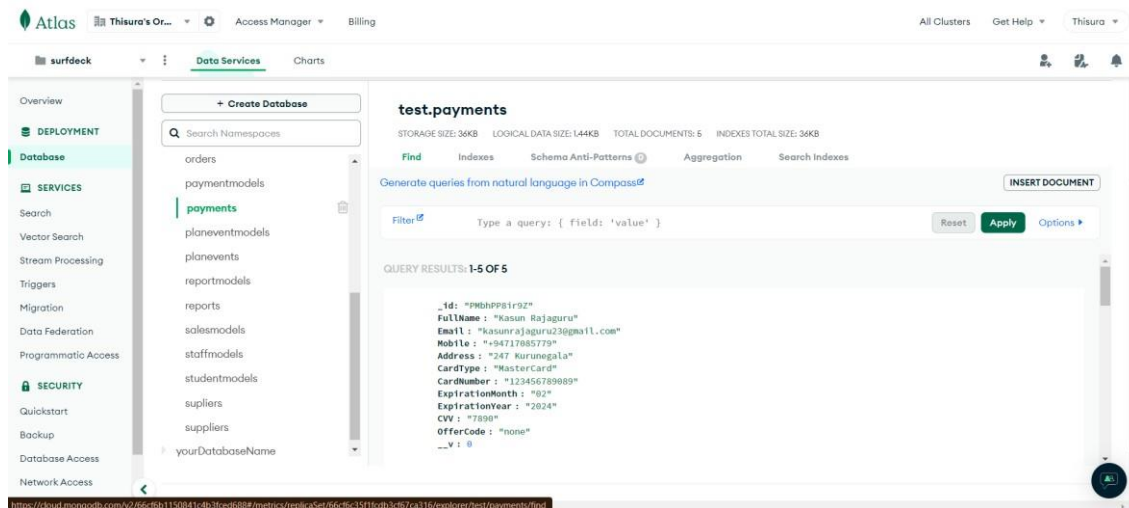 Atlas
Thisura's Or...
Access Manager
Billing
All Clusters
Get Help
Thisura
surfdeck
Data Services
Charts
Overview
DEPLOYMENT
Database
SERVICES
Search
Vector Search
Stream Processing
Triggers
Migration
Data Federation
Programmatic Access
SECURITY
Quickstart
Backup
Database Access
Network Access
+ Create Database
Search Namespaces
orders
paymentmodels
payments
planeventmodels
planevents
reportmodels
reports
salesmodels
staffmodels
studentmodels
supliers
suppliers
yourDatabaseName
test.payments
STORAGE SIZE: 36KB LOGICAL DATA SIZE: 1.44KB TOTAL DOCUMENTS: 5 INDEXES TOTAL SIZE: 36KB
Find Indexes Schema Anti-Patterns 0 Aggregation Search Indexes
Generate queries from natural language in Compass
INSERT DOCUMENT
Filter
Type a query: { field: 'value' }
Reset
Apply
Options
QUERY RESULTS: 1-5 OF 5
_id: "PMbhPP8ir9Z"
FullName : "Kasun Rajaguru"
Email : "kasunrajaguru23@gmail.com"
Mobile : "+94717085779"
Address : "247 Kurunegala"
CardType : "MasterCard"
CardNumber : "123456789089"
ExpirationMonth : "02"
ExpirationYear : "2024"
CVV : "7890"
OfferCode : "none"
__v : 0